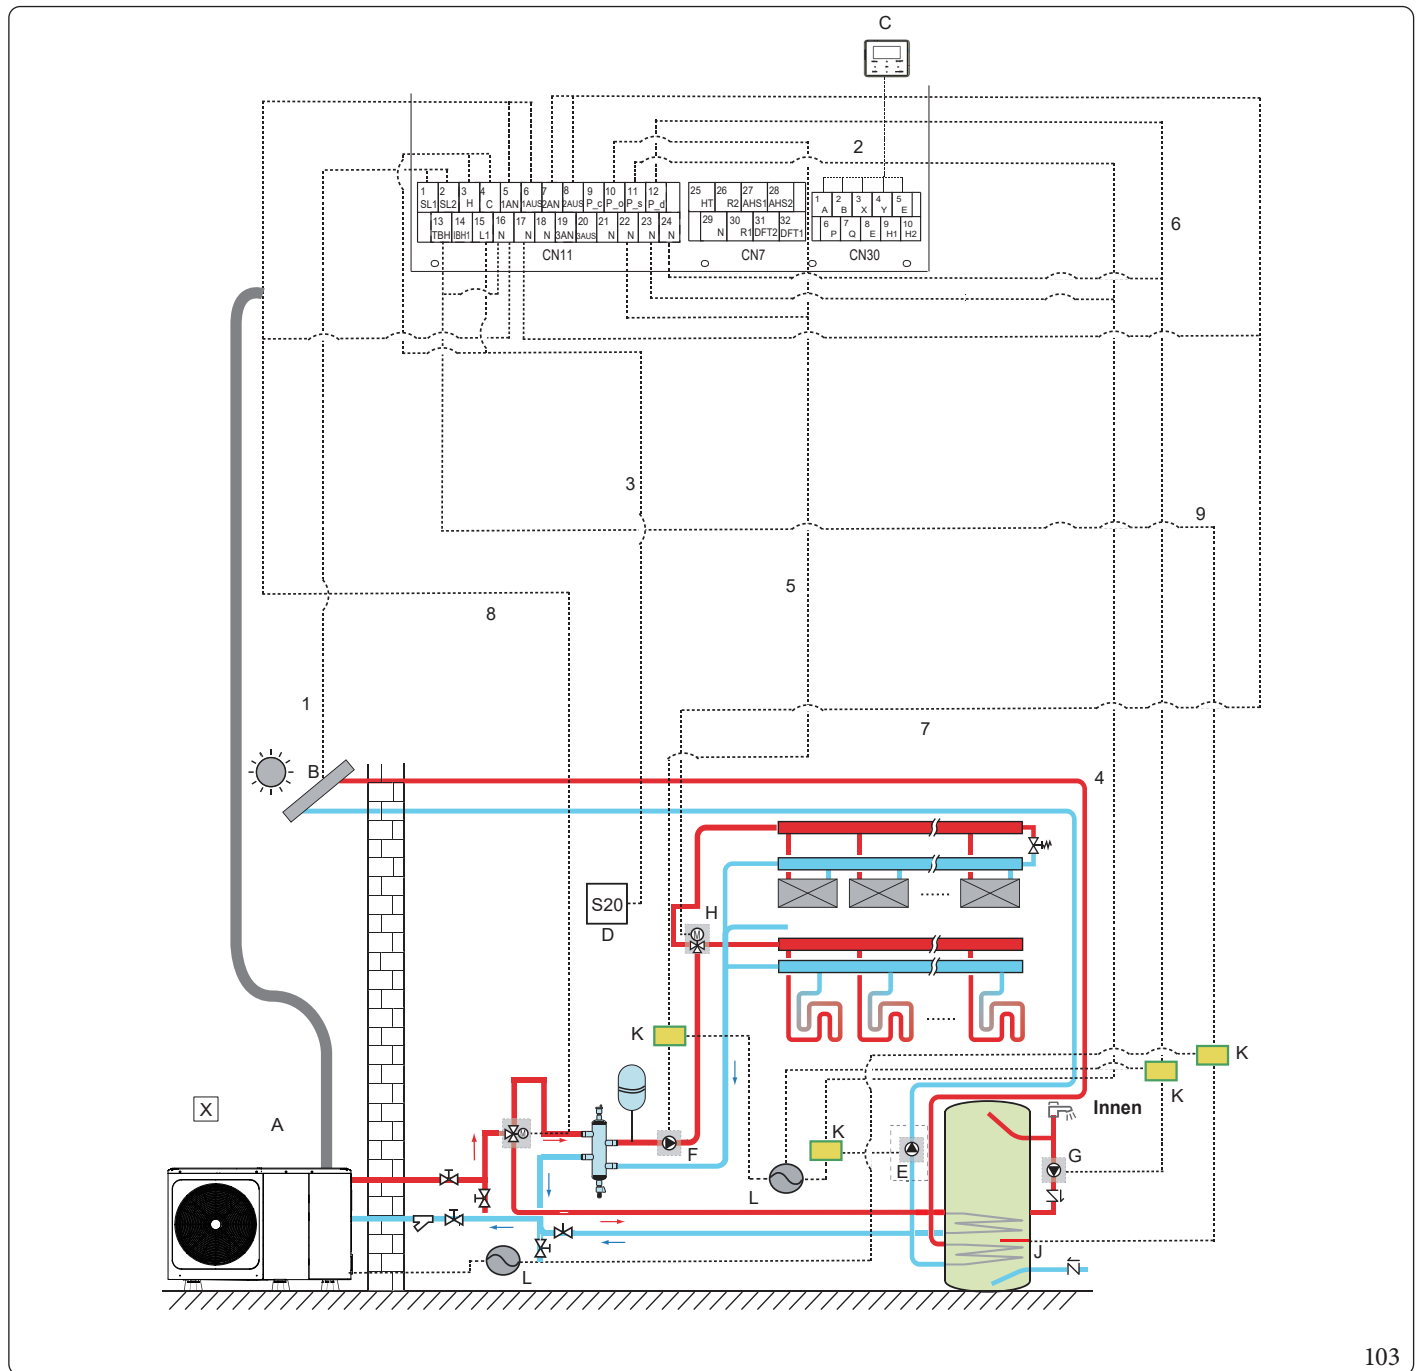 C
2
1 2 3 4 5 6 7 8 9 10 11 12
SL1 SL2 H C 1AN 1AUS 2AN 2AUS P_c P_o P_s P_d
13 14 15 16 17 18 19 20 21 22 23 24
TBH IBH1 L1 N N N 3AN 3AUS N N N N
CN11
25 26 27 28
HT R2 AHS1 AHS2
29 30 31 32
N R1 DFT2 DFT1
CN7
1 2 3 4 5
A B X Y E
6 7 8 9 10
P Q E H1 H2
CN30
6
3
9
5
8
1
7
B
4
S20
D
H
K
K
K
X
A
Innen
K
F
E
G
L
J
L
103